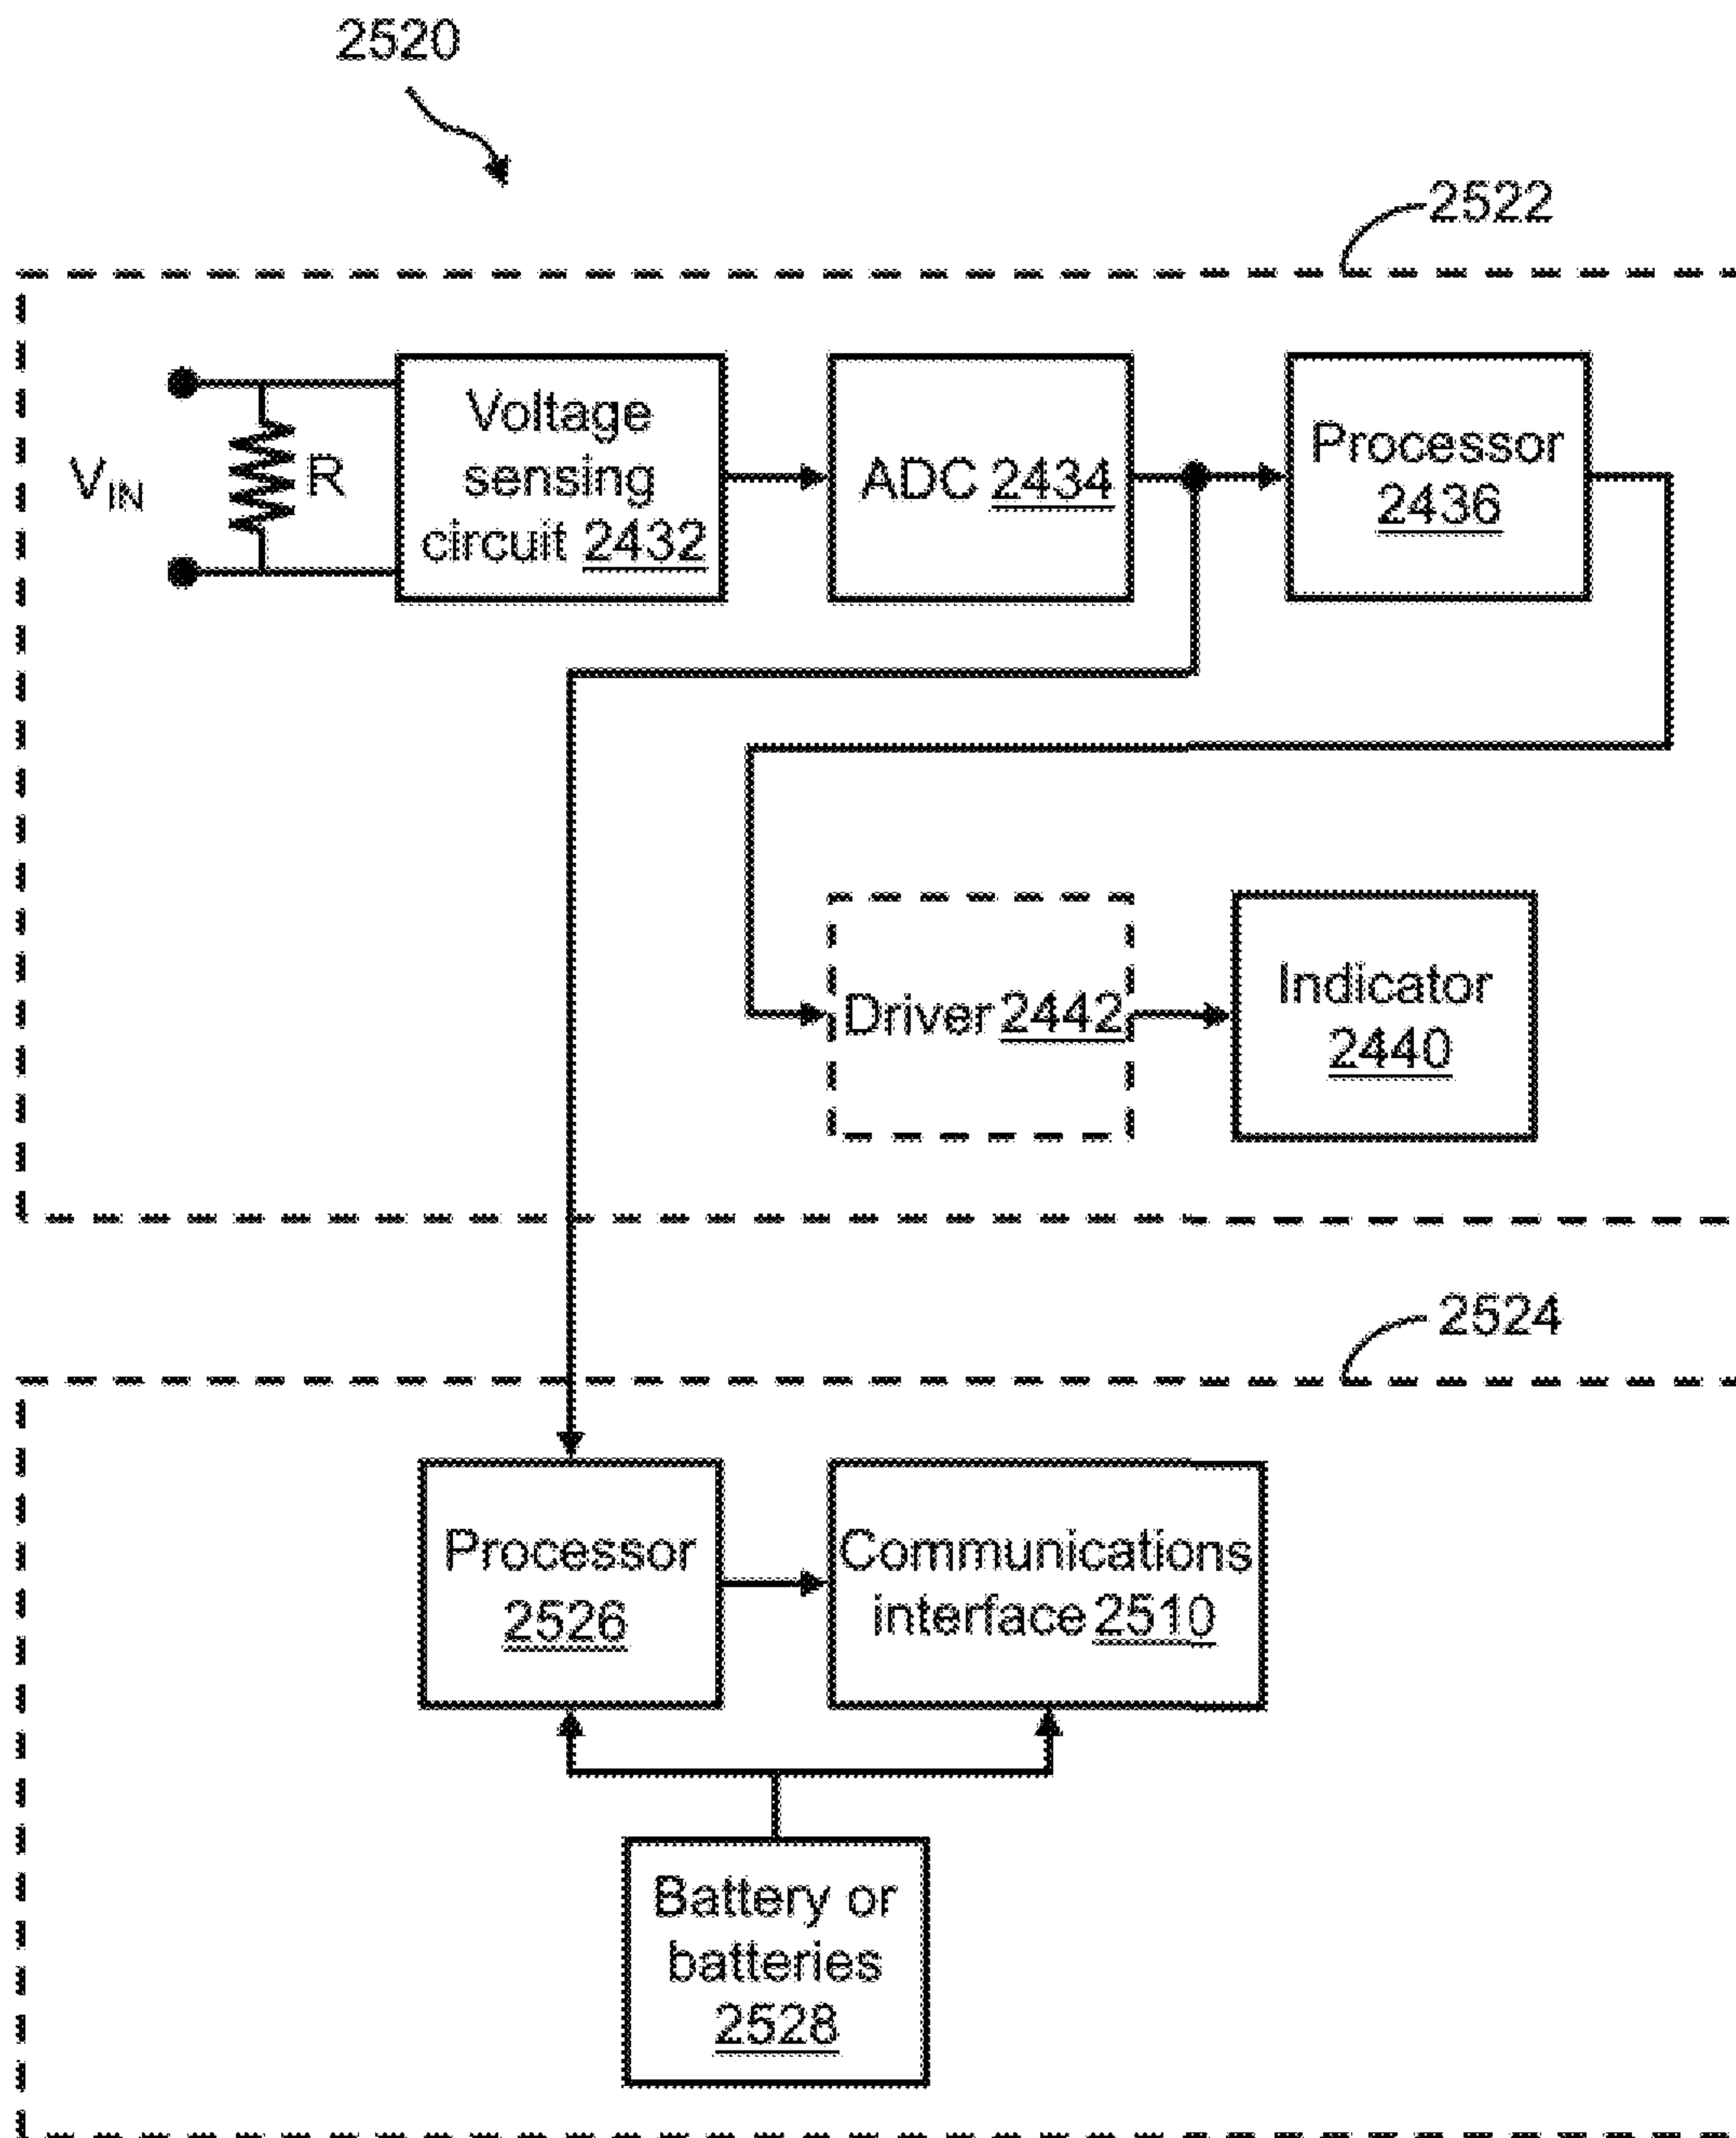 2520
2522
Voltage
sensing
circuit 2432
ADC 2434
Processor
2436
V_IN
R
Driver 2442
Indicator
2440
2524
Processor
2526
Communications
interface 2510
Battery or
batteries
2528